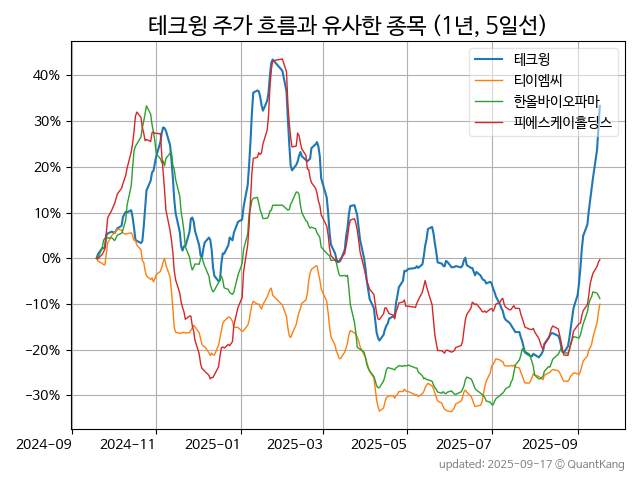 테크윙 주가 흐름과 유사한 종목 (1년, 5일선)
테크윙
티이엠씨
한올바이오파마
피에스케이홀딩스
40%
30%
20%
10%
0%
−10%
−20%
−30%
2024-09 2024-11 2025-01 2025-03 2025-05 2025-07 2025-09
updated: 2025-09-17 © QuantKang